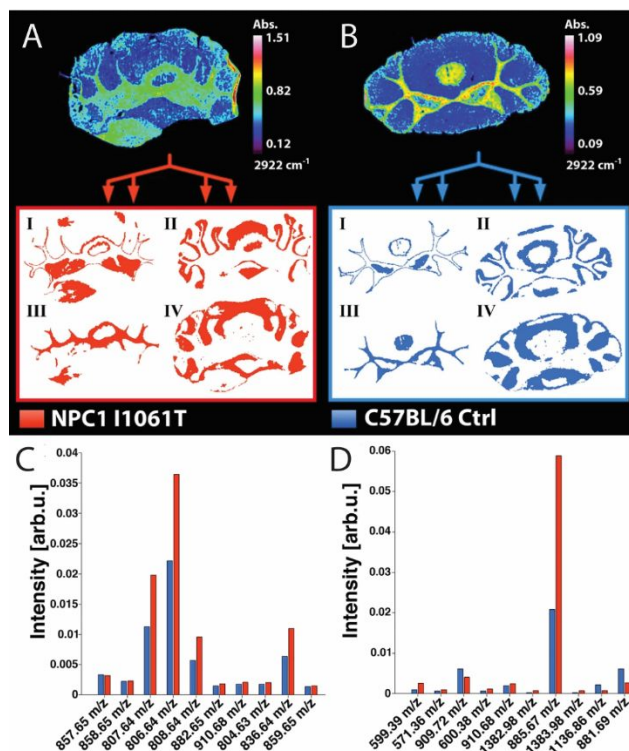 A
Abs.
1.51
0.82
0.12
2922 cm⁻¹
B
Abs.
1.09
0.59
0.09
2922 cm⁻¹
I
II
III
IV
I
II
III
IV
NPC1 I1061T
C57BL/6 Ctrl
C
Intensity [arb.u.]
0.04
0.035
0.03
0.025
0.02
0.015
0.01
0.005
0
857.65 m/z
858.65 m/z
807.64 m/z
806.64 m/z
808.64 m/z
862.65 m/z
910.68 m/z
804.63 m/z
836.64 m/z
859.65 m/z
D
Intensity [arb.u.]
0.06
0.05
0.04
0.03
0.02
0.01
0
599.39 m/z
571.36 m/z
909.72 m/z
600.38 m/z
910.68 m/z
982.98 m/z
885.67 m/z
1383.98 m/z
1136.86 m/z
881.69 m/z